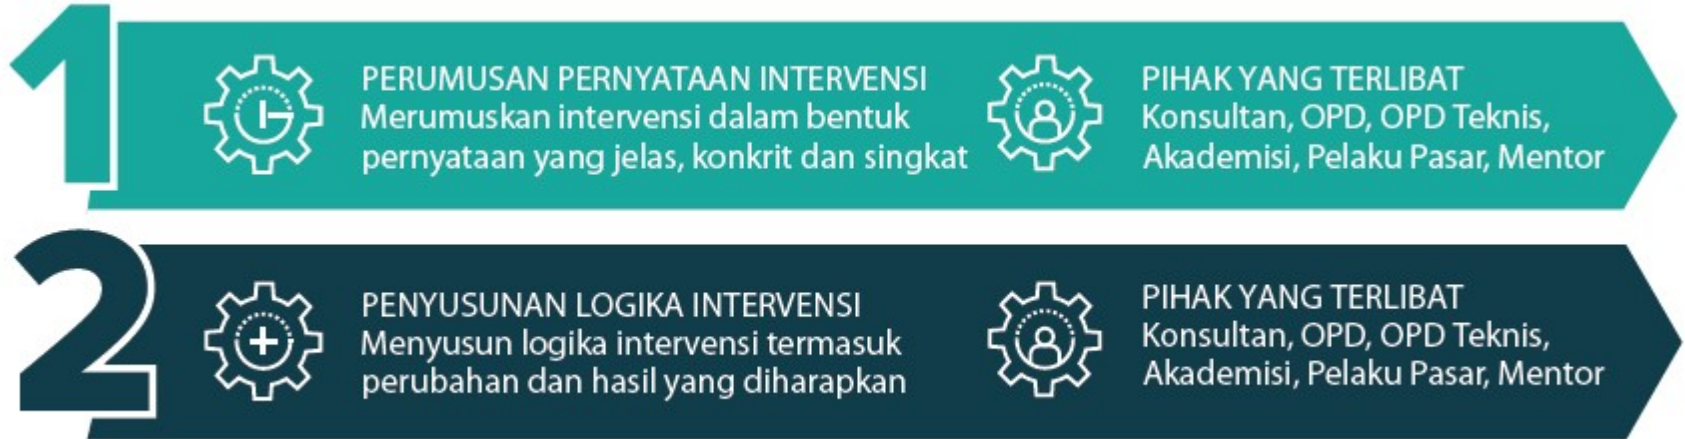 1
PERUMUSAN PERNYATAAN INTERVENSI
Merumuskan intervensi dalam bentuk
pernyataan yang jelas, konkrit dan singkat
PIHAK YANG TERLIBAT
Konsultan, OPD, OPD Teknis,
Akademisi, Pelaku Pasar, Mentor
2
PENYUSUNAN LOGIKA INTERVENSI
Menyusun logika intervensi termasuk
perubahan dan hasil yang diharapkan
PIHAK YANG TERLIBAT
Konsultan, OPD, OPD Teknis,
Akademisi, Pelaku Pasar, Mentor